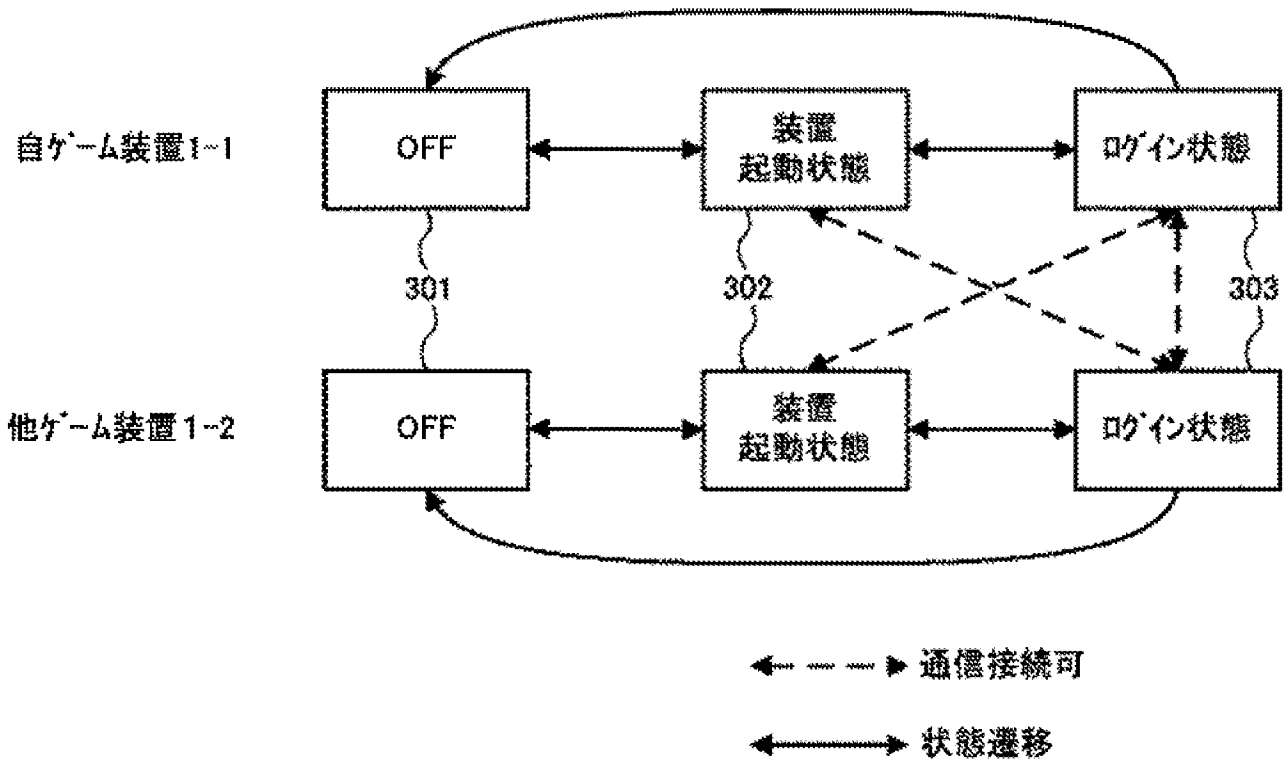 自ゲーム装置1-1
OFF
装置
起動状態
ログイン状態
301
302
303
他ゲーム装置1-2
OFF
装置
起動状態
ログイン状態
通信接続可
状態遷移